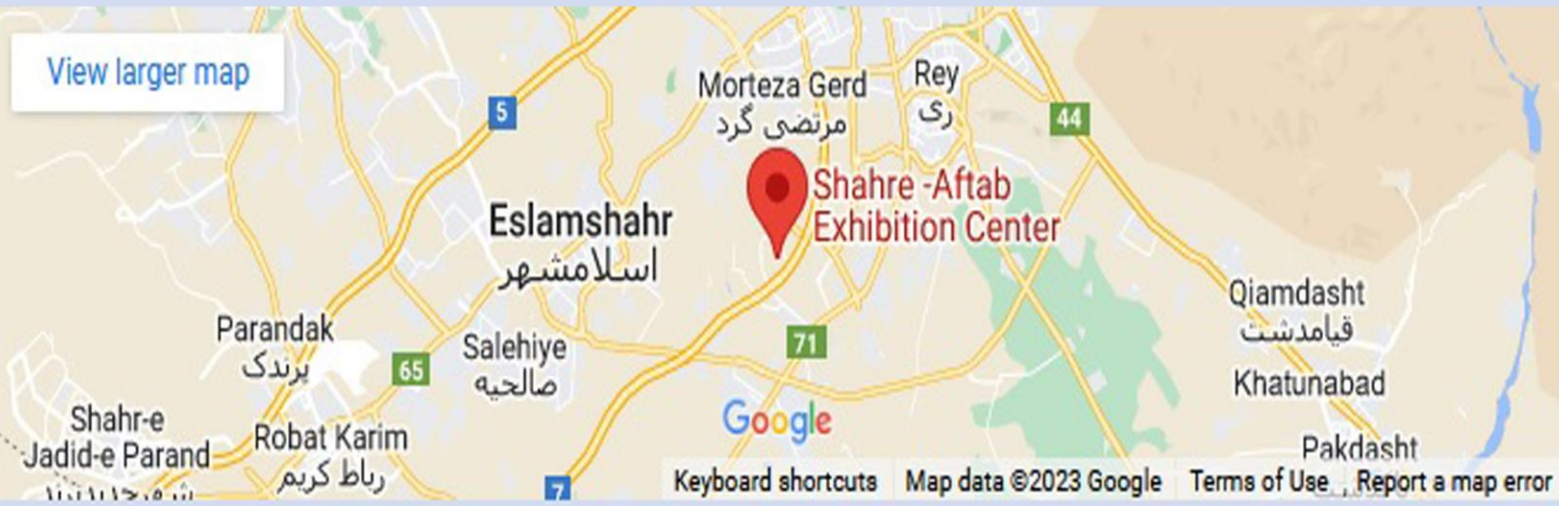 View larger map
5
Morteza Gerd
مرتضی گرد
Rey
ری
44
Shahre -Aftab
Exhibition Center
Eslamshahr
اسلامشهر
Qiamdasht
قیامدشت
Parandak
پرندک
65
Salehiye
صالحیه
71
Khatunabad
Shahr-e
Jadid-e Parand
Robat Karim
رباط کریم
Google
Pakdasht
7
Keyboard shortcuts
Map data ©2023 Google
Terms of Use
Report a map error